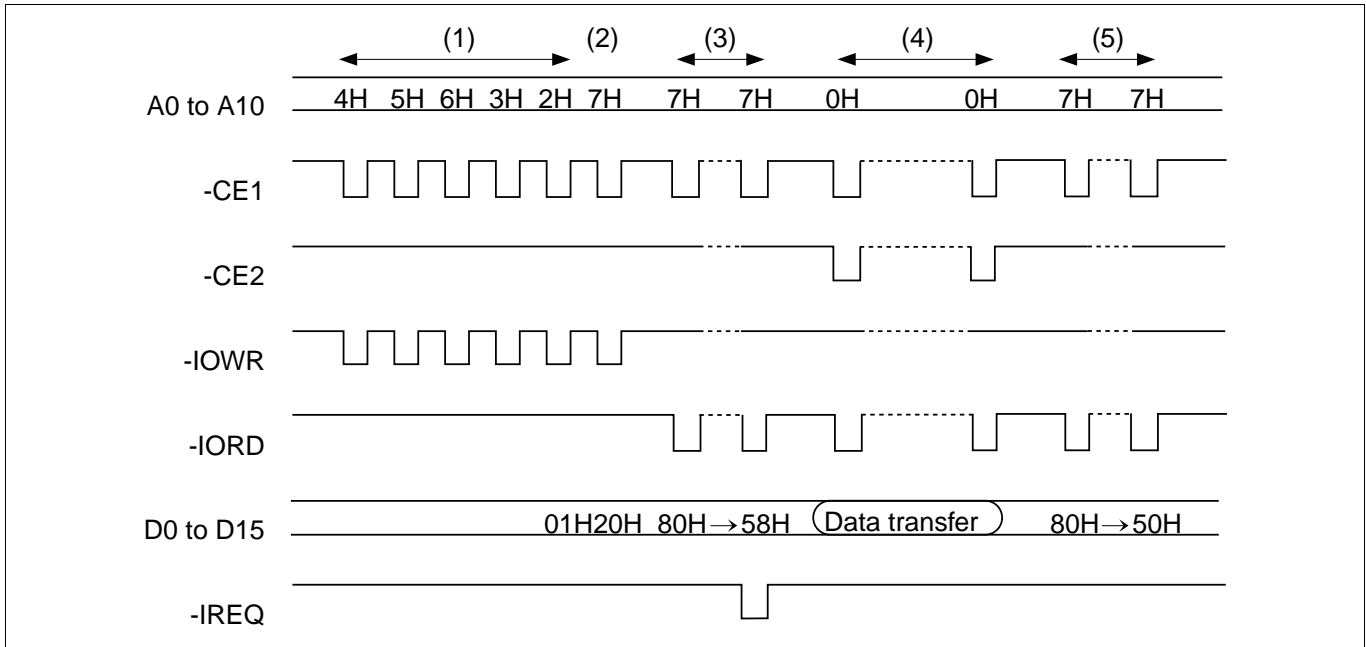 (1) (2) (3) (4) (5)
A0 to A10 4H 5H 6H 3H 2H 7H 7H 7H 0H 0H 7H 7H
-CE1
-CE2
-IOWR
-IORD
D0 to D15 01H20H 80H→58H Data transfer 80H→50H
-IREQ